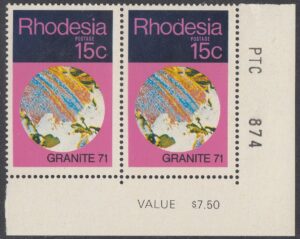 Rhodesia
POSTAGE
15c
GRANITE 71
Rhodesia
POSTAGE
15c
GRANITE 71
PTC 874
VALUE $7.50